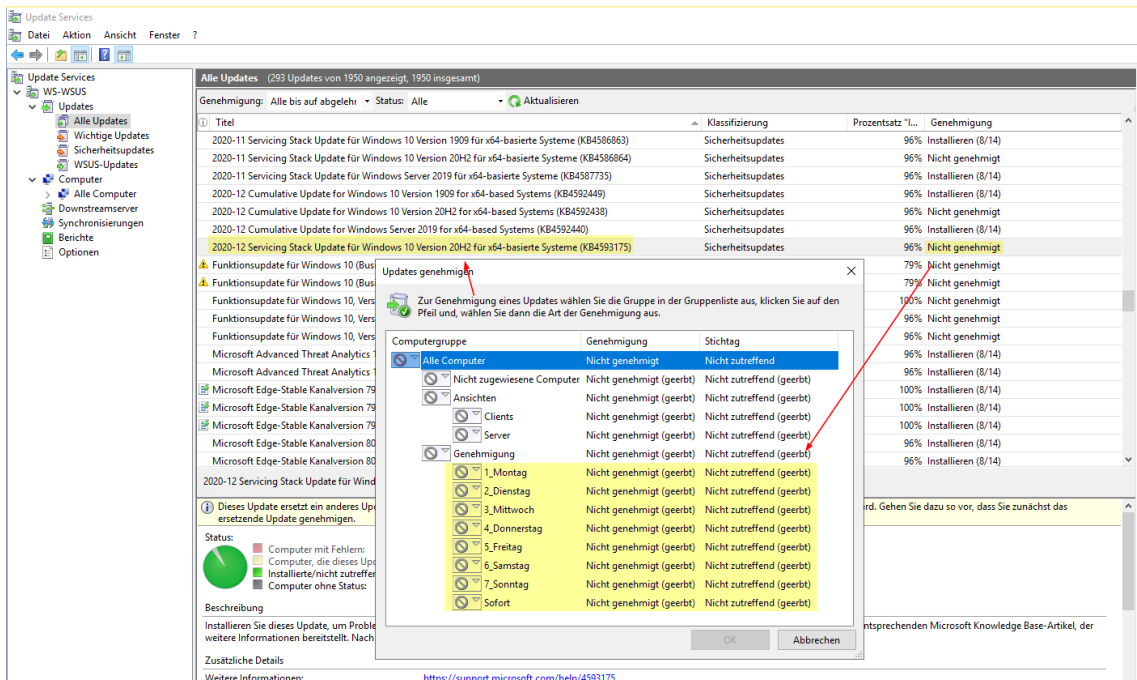 Update Services
Datei Aktion Ansicht Fenster ?
Update Services
WS-WSUS
Updates
Alle Updates
Wichtige Updates
Sicherheitsupdates
WSUS-Updates
Computer
Alle Computer
Downstreamserver
Synchronisierungen
Berichte
Optionen
Alle Updates (293 Updates von 1950 angezeigt, 1950 insgesamt)
Genehmigung: Alle bis auf abgelehr Status: Alle Aktualisieren
Titel Klassifizierung Prozentsatz "I... Genehmigung
2020-11 Servicing Stack Update für Windows 10 Version 1909 für x64-basierte Systeme (KB4586863) Sicherheitsupdates 96% Installieren (8/14)
2020-11 Servicing Stack Update für Windows 10 Version 20H2 für x64-basierte Systeme (KB4586864) Sicherheitsupdates 96% Nicht genehmigt
2020-11 Servicing Stack Update für Windows Server 2019 für x64-basierte Systeme (KB4587735) Sicherheitsupdates 96% Installieren (8/14)
2020-12 Cumulative Update for Windows 10 Version 1909 for x64-based Systems (KB4592449) Sicherheitsupdates 96% Installieren (8/14)
2020-12 Cumulative Update for Windows 10 Version 20H2 for x64-based Systems (KB4592438) Sicherheitsupdates 96% Nicht genehmigt
2020-12 Cumulative Update for Windows Server 2019 for x64-based Systems (KB4592440) Sicherheitsupdates 96% Installieren (8/14)
2020-12 Servicing Stack Update für Windows 10 Version 20H2 für x64-basierte Systeme (KB4593175) Sicherheitsupdates 96% Nicht genehmigt
Funktionsupdate für Windows 10 (Bus 79% Nicht genehmigt
Funktionsupdate für Windows 10 (Bus 79% Nicht genehmigt
Funktionsupdate für Windows 10, Vers 100% Nicht genehmigt
Funktionsupdate für Windows 10, Vers 96% Nicht genehmigt
Funktionsupdate für Windows 10, Vers 96% Nicht genehmigt
Microsoft Advanced Threat Analytics 1 96% Installieren (8/14)
Microsoft Advanced Threat Analytics 1 96% Installieren (8/14)
Microsoft Edge-Stable Kanalversion 79 100% Installieren (8/14)
Microsoft Edge-Stable Kanalversion 79 100% Installieren (8/14)
Microsoft Edge-Stable Kanalversion 79 100% Installieren (8/14)
Microsoft Edge-Stable Kanalversion 80 96% Installieren (8/14)
Microsoft Edge-Stable Kanalversion 80 96% Installieren (8/14)
2020-12 Servicing Stack Update für Wind
Dieses Update ersetzt ein anderes Upd ird. Gehen Sie dazu so vor, dass Sie zunächst das
ersetzende Update genehmigen.
Status:
Computer mit Fehlern:
Computer, die dieses Upd
Installierte/nicht zutreffer
Computer ohne Status:
Beschreibung
Installieren Sie dieses Update, um Proble ntsprechenden Microsoft Knowledge Base-Artikel, der
weitere Informationen bereitstellt. Nach
Zusätzliche Details
Weitere Informationen: https://support.microsoft.com/help/4593175
Updates genehmigen
Zur Genehmigung eines Updates wählen Sie die Gruppe in der Gruppenliste aus, klicken Sie auf den
Pfeil und, wählen Sie dann die Art der Genehmigung aus.
Computergruppe Genehmigung Stichtag
Alle Computer Nicht genehmigt Nicht zutreffend
Nicht zugewiesene Computer Nicht genehmigt (geerbt) Nicht zutreffend (geerbt)
Ansichten Nicht genehmigt (geerbt) Nicht zutreffend (geerbt)
Clients Nicht genehmigt (geerbt) Nicht zutreffend (geerbt)
Server Nicht genehmigt (geerbt) Nicht zutreffend (geerbt)
Genehmigung Nicht genehmigt (geerbt) Nicht zutreffend (geerbt)
1_Montag Nicht genehmigt (geerbt) Nicht zutreffend (geerbt)
2_Dienstag Nicht genehmigt (geerbt) Nicht zutreffend (geerbt)
3_Mittwoch Nicht genehmigt (geerbt) Nicht zutreffend (geerbt)
4_Donnerstag Nicht genehmigt (geerbt) Nicht zutreffend (geerbt)
5_Freitag Nicht genehmigt (geerbt) Nicht zutreffend (geerbt)
6_Samstag Nicht genehmigt (geerbt) Nicht zutreffend (geerbt)
7_Sonntag Nicht genehmigt (geerbt) Nicht zutreffend (geerbt)
Sofort Nicht genehmigt (geerbt) Nicht zutreffend (geerbt)
OK Abbrechen